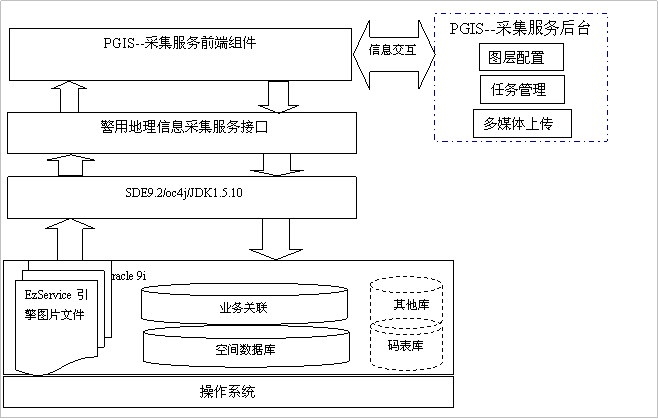 PGIS--采集服务前端组件
信息交互
PGIS--采集服务后台
图层配置
任务管理
多媒体上传
警用地理信息采集服务接口
SDE9.2/oc4j/JDK1.5.10
racle 9i
EzService 引
擎图片文件
业务关联
空间数据库
其他库
码表库
操作系统